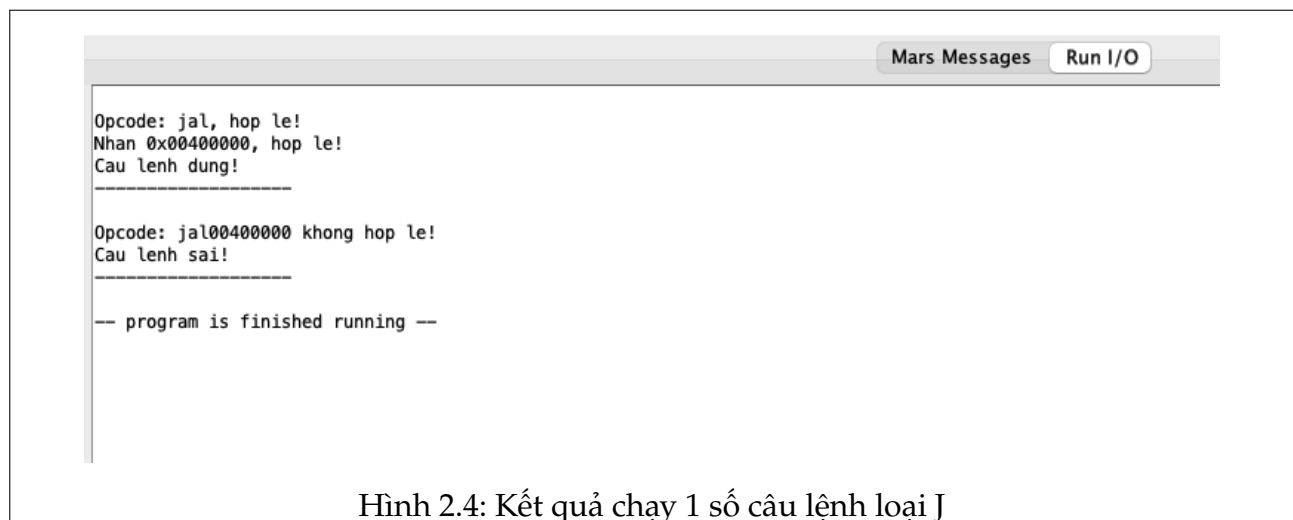 Mars Messages Run I/O
Opcode: jal, hop le!
Nhan 0x00400000, hop le!
Cau lenh dung!
-------------------
Opcode: jal00400000 khong hop le!
Cau lenh sai!
-------------------
-- program is finished running --
Hình 2.4: Kết quả chạy 1 số câu lệnh loại J